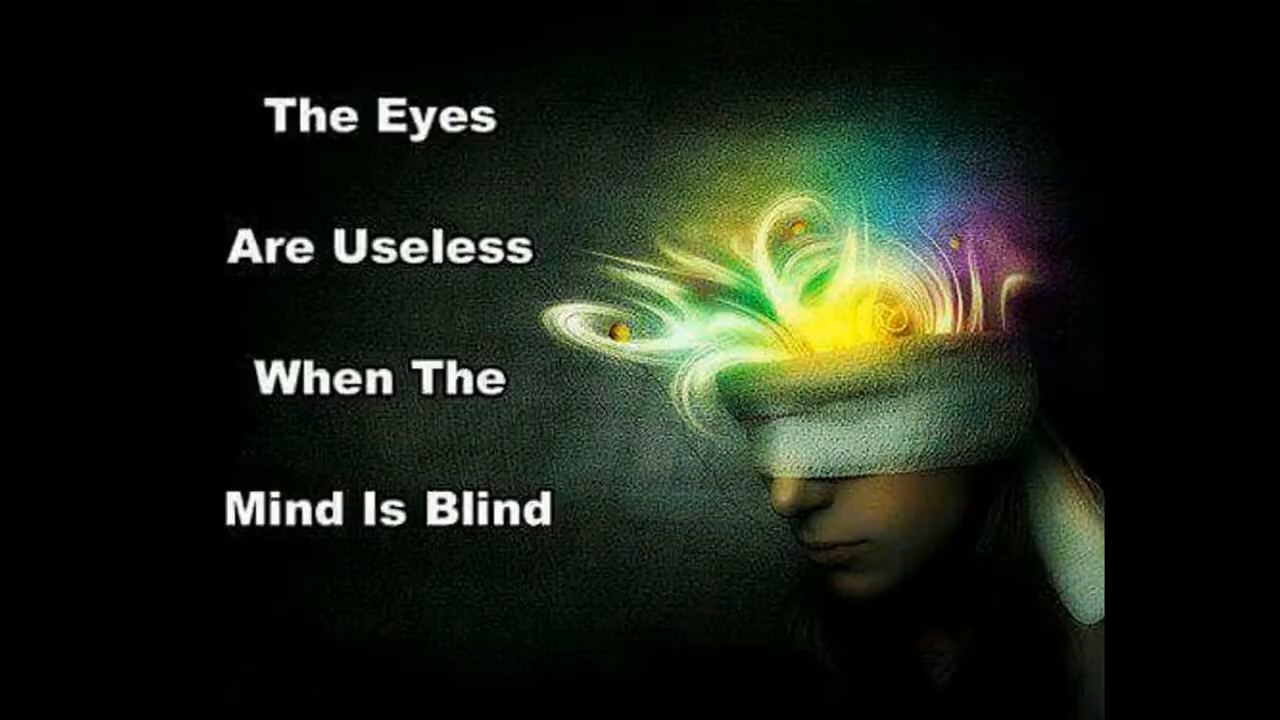 The Eyes
Are Useless
When The
Mind Is Blind